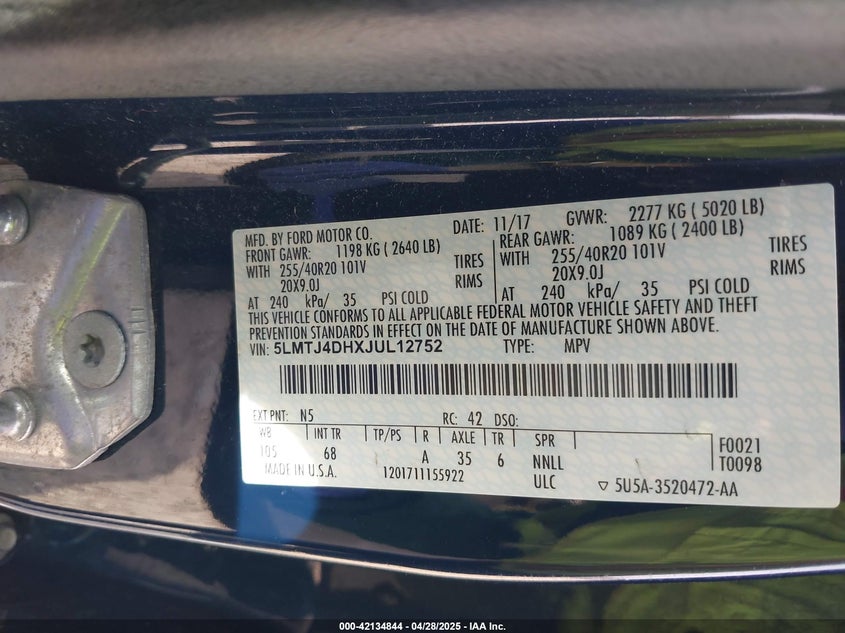 MFD. BY FORD MOTOR CO. DATE: 11/17 GVWR: 2277 KG ( 5020 LB)
FRONT GAWR: 1198 KG ( 2640 LB) REAR GAWR: 1089 KG ( 2400 LB)
WITH 255/40R20 101V TIRES WITH 255/40R20 101V TIRES
20X9.0J RIMS 20X9.0J RIMS
AT 240 kPa/ 35 PSI COLD AT 240 kPa/ 35 PSI COLD
THIS VEHICLE CONFORMS TO ALL APPLICABLE FEDERAL MOTOR VEHICLE SAFETY AND THEFT
PREVENTION STANDARDS IN EFFECT ON THE DATE OF MANUFACTURE SHOWN ABOVE.
VIN: 5LMTJ4DHXJUL12752 TYPE: MPV
EXT PNT: N5 RC: 42 DSO:
WB INT TR TP/PS R AXLE TR SPR F0021
105 68 A 35 6 NNLL T0098
MADE IN U.S.A. 1201711155922 ULC ▽ 5U5A-3520472-AA
000-42134844 - 04/28/2025 - IAA Inc.